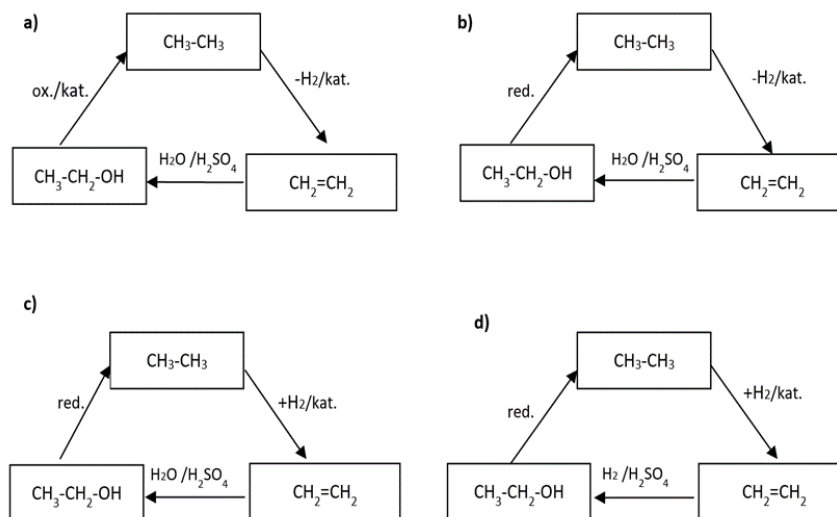 a)
CH3-CH3
ox./kat.
-H2/kat.
H2O /H2SO4
CH3-CH2-OH
CH2=CH2
b)
CH3-CH3
red.
-H2/kat.
H2O /H2SO4
CH3-CH2-OH
CH2=CH2
c)
CH3-CH3
red.
+H2/kat.
H2O /H2SO4
CH3-CH2-OH
CH2=CH2
d)
CH3-CH3
red.
+H2/kat.
H2 /H2SO4
CH3-CH2-OH
CH2=CH2